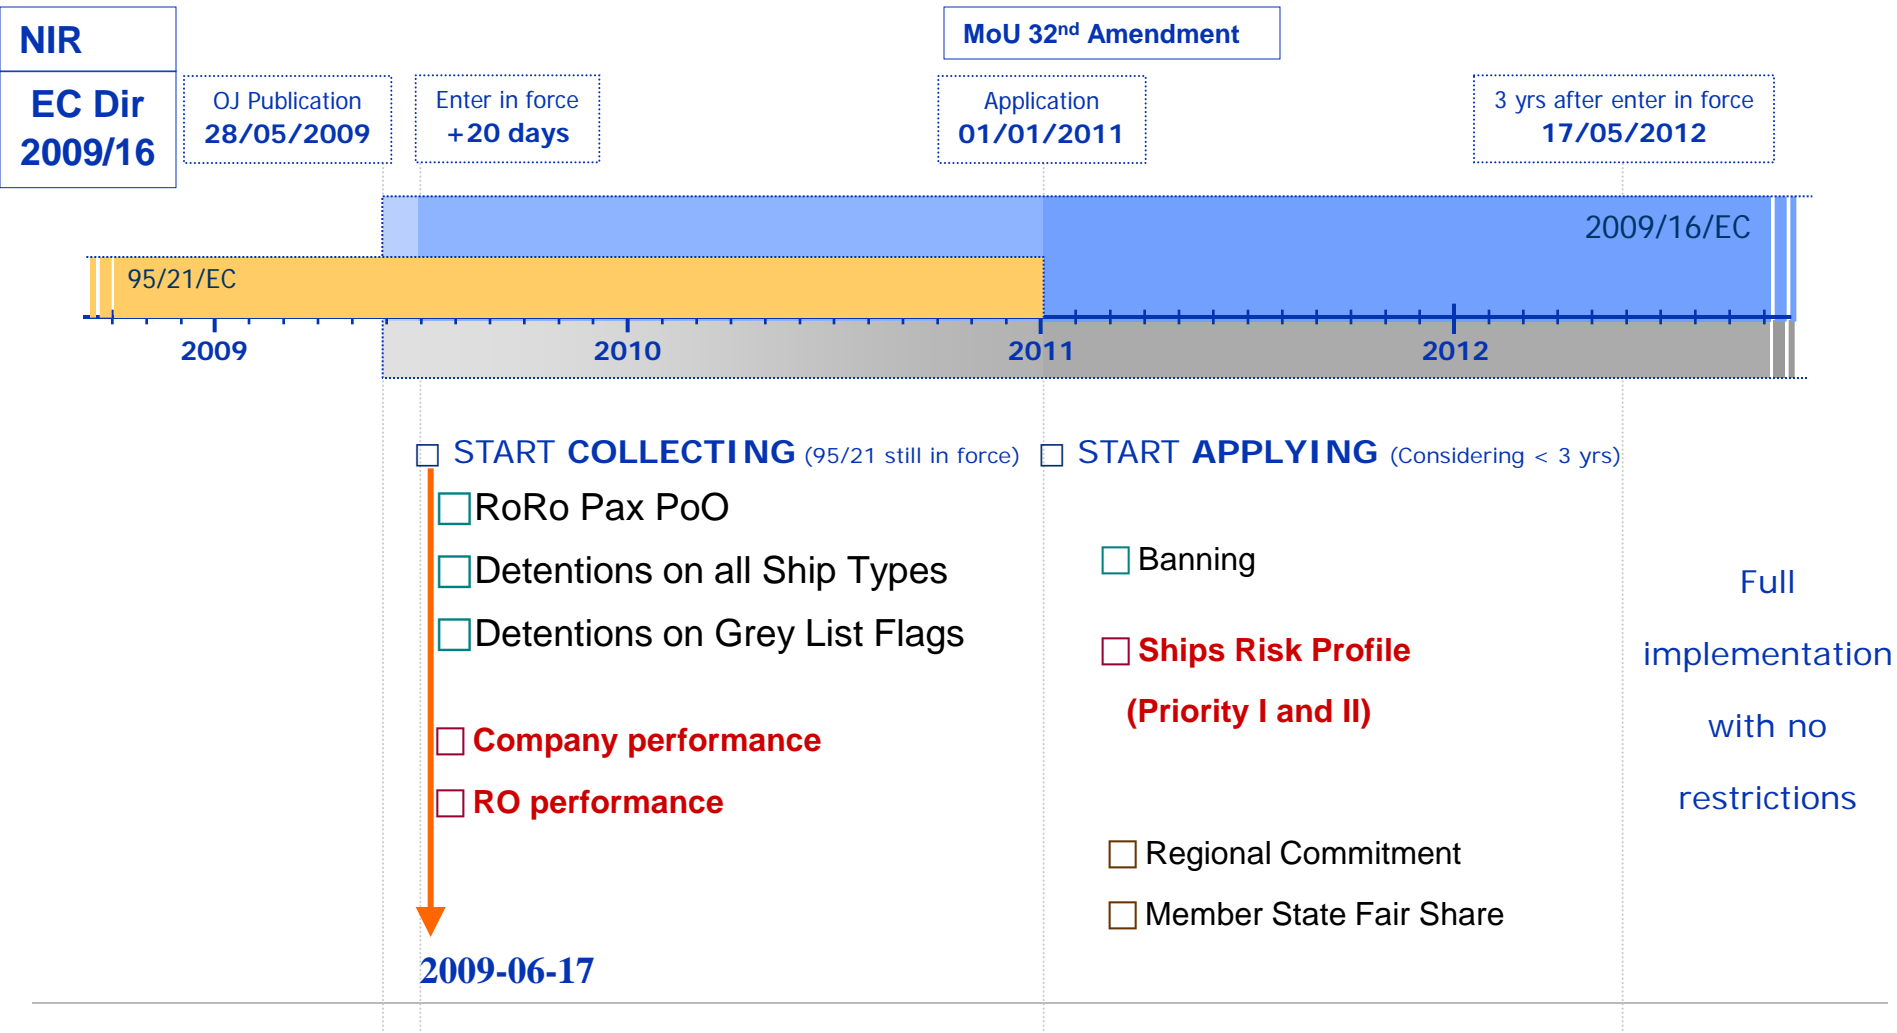 NIR
EC Dir
2009/16
MoU 32nd Amendment
OJ Publication
28/05/2009
Enter in force
+20 days
Application
01/01/2011
3 yrs after enter in force
17/05/2012
2009/16/EC
95/21/EC
2009
2010
2011
2012
START COLLECTING (95/21 still in force)
RoRo Pax PoO
Detentions on all Ship Types
Detentions on Grey List Flags
Company performance
RO performance
2009-06-17
START APPLYING (Considering < 3 yrs)
Banning
Ships Risk Profile
(Priority I and II)
Regional Commitment
Member State Fair Share
Full
implementation
with no
restrictions